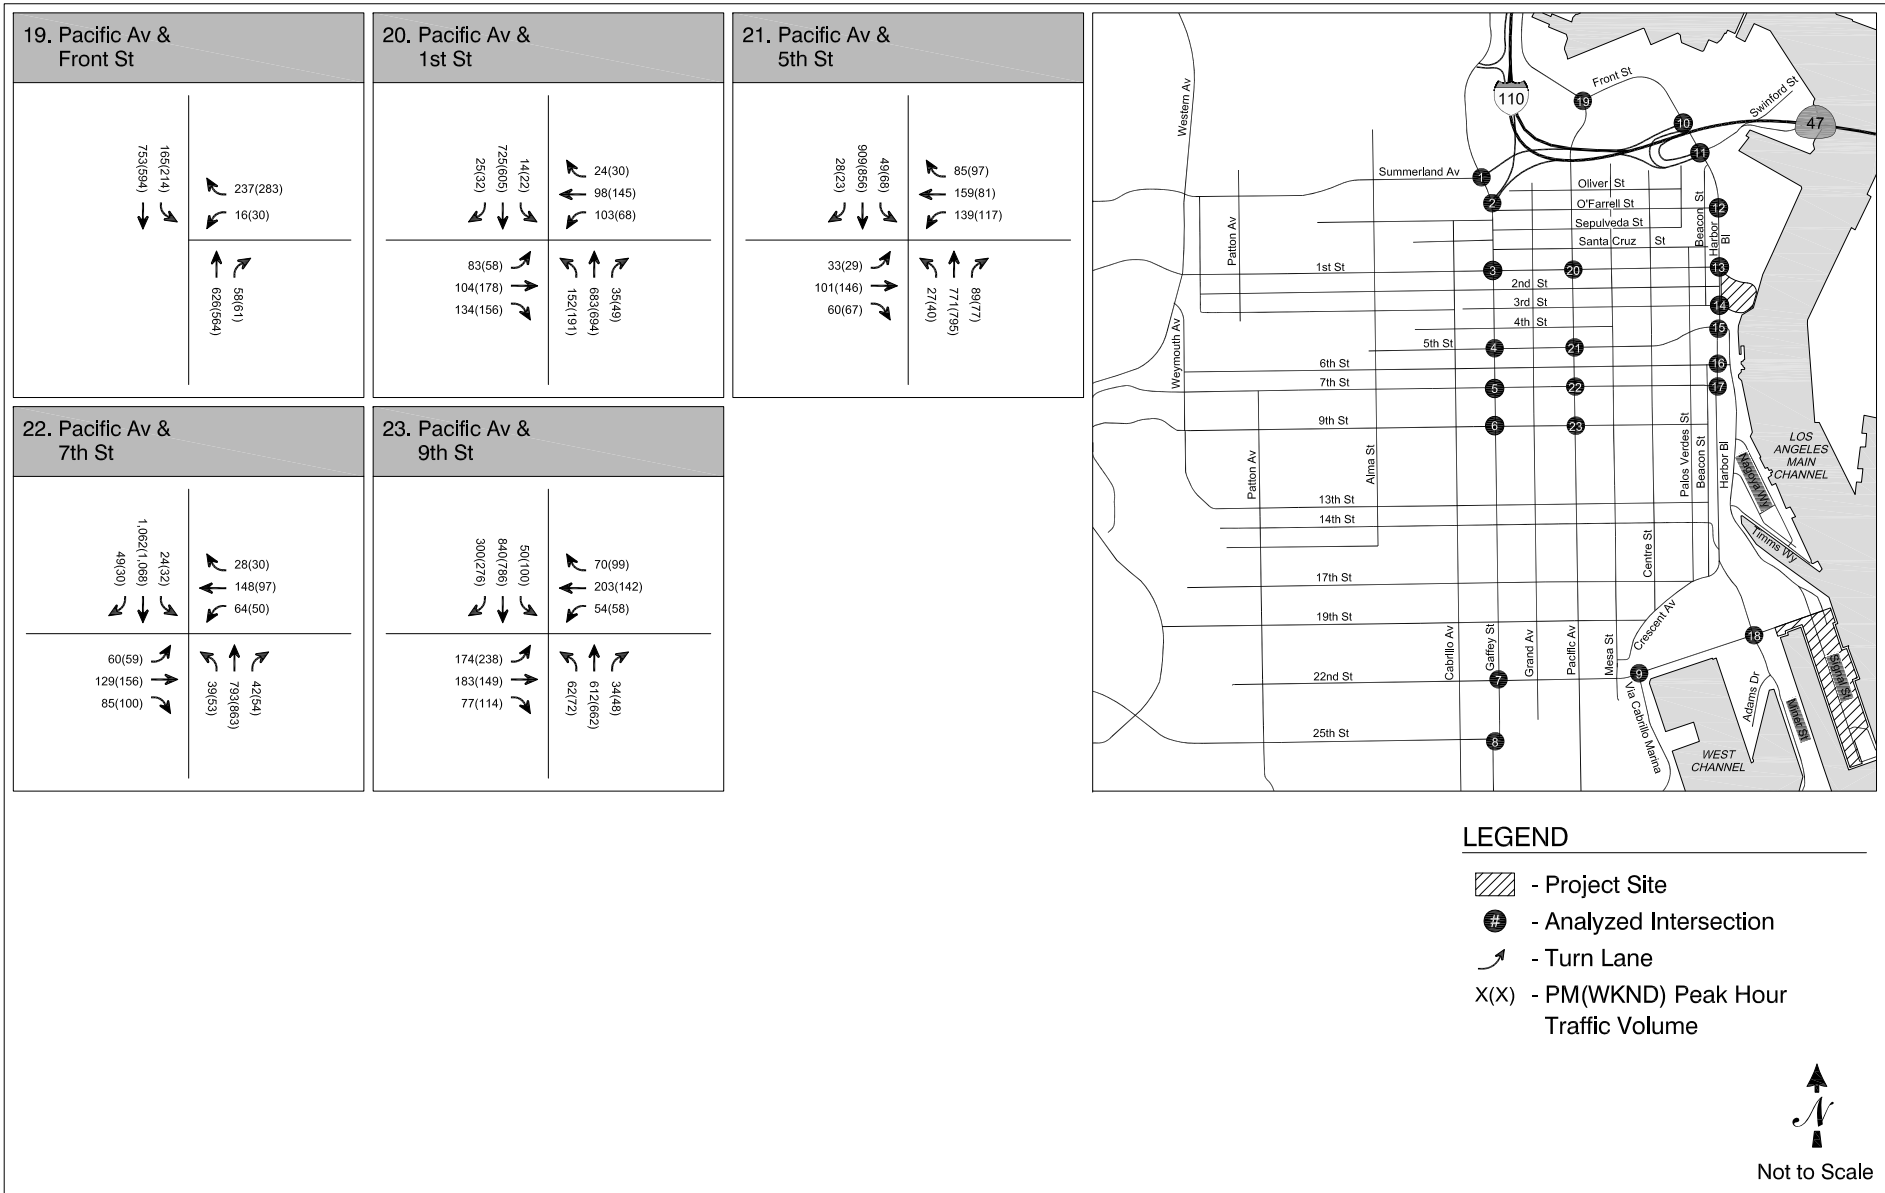 19. Pacific Av &
Front St
753(594)
165(214)
237(283)
16(30)
626(564)
58(61)
20. Pacific Av &
1st St
25(32)
725(605)
14(22)
24(30)
98(145)
103(68)
83(58)
104(178)
134(156)
152(191)
683(694)
35(49)
21. Pacific Av &
5th St
28(23)
909(856)
49(68)
85(97)
159(81)
139(117)
33(29)
101(146)
60(67)
27(40)
771(795)
89(77)
22. Pacific Av &
7th St
49(30)
1,062(1,068)
24(32)
28(30)
148(97)
64(50)
60(59)
129(156)
85(100)
39(53)
793(863)
42(54)
23. Pacific Av &
9th St
300(276)
840(786)
50(100)
70(99)
203(142)
54(58)
174(238)
183(149)
77(114)
62(72)
612(662)
34(48)
Western Av
110
Front St
19
Swinford St
10
47
11
Summerland Av
1
Oliver St
2
O'Farrell St
12
Sepulveda St
Beacon St
Harbor Bl
Santa Cruz St
Patton Av
1st St
3
20
13
2nd St
3rd St
14
4th St
15
Weymouth Av
5th St
4
21
6th St
16
7th St
5
22
17
9th St
6
23
Palos Verdes St
Beacon St
Harbor Bl
LOS
ANGELES
MAIN
CHANNEL
Patton Av
Alma St
Nagoya Wy
13th St
14th St
Timms Wy
Centre St
17th St
19th St
Crescent Av
Cabrillo Av
Gaffey St
Grand Av
Pacific Av
Mesa St
18
22nd St
7
9
Via Cabrillo Marina
Adams Dr
Miner St
Signal St
25th St
8
WEST
CHANNEL
LEGEND
- Project Site
# - Analyzed Intersection
- Turn Lane
X(X) - PM(WKND) Peak Hour
Traffic Volume
N
Not to Scale